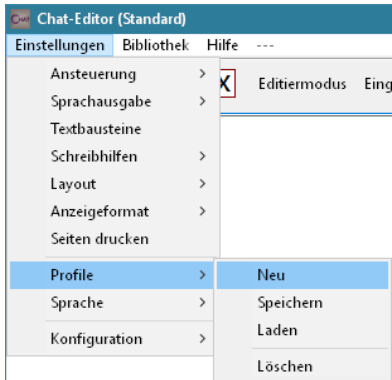 Chat-Editor (Standard)
Einstellungen Bibliothek Hilfe ---
Ansteuerung >
Sprachausgabe >
Textbausteine
Schreibhilfen >
Layout >
Anzeigeformat >
Seiten drucken
Profile >
Sprache >
Konfiguration >
X Editiermodus Eing
Neu
Speichern
Laden
Löschen